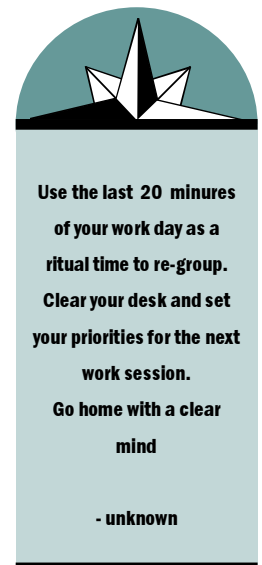 Use the last 20 minures
of your work day as a
ritual time to re-group.
Clear your desk and set
your priorities for the next
work session.
Go home with a clear
mind
- unknown